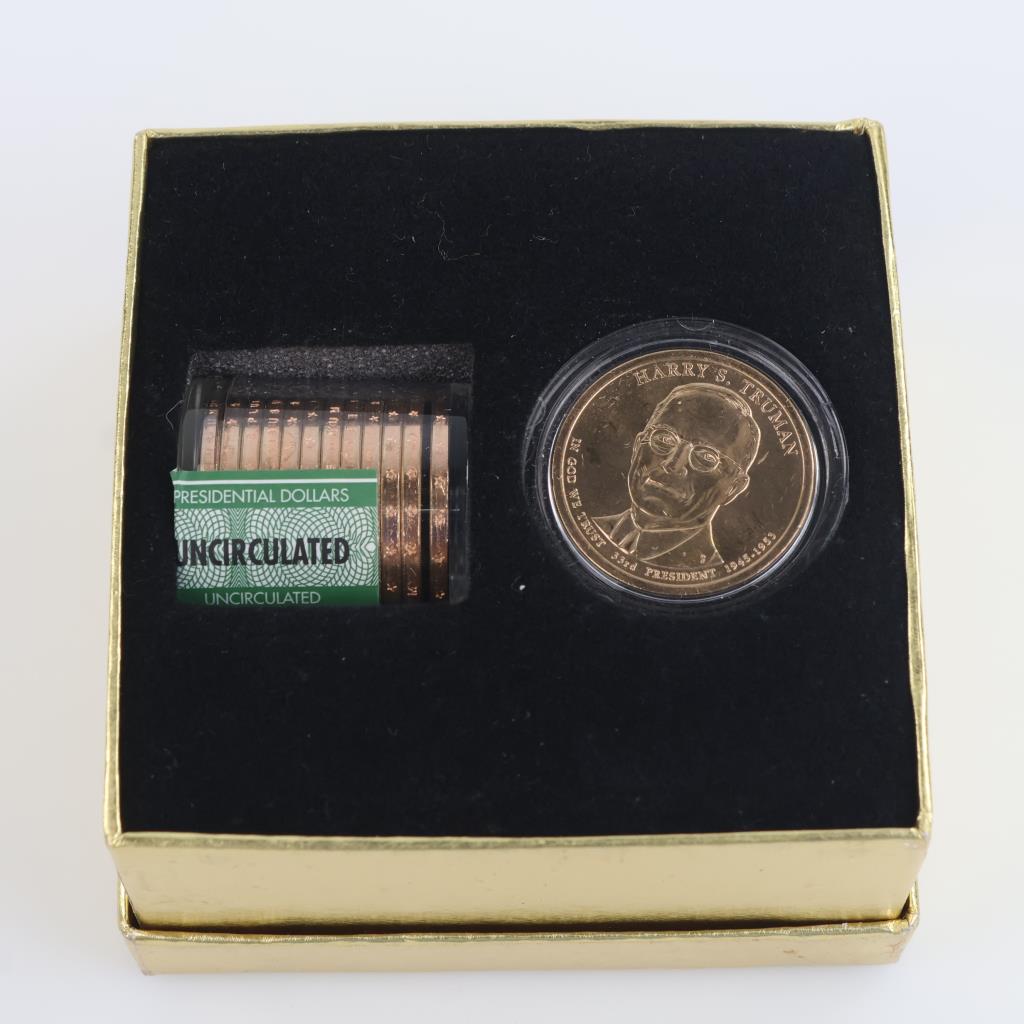 PRESIDENTIAL DOLLARS
UNCIRCULATED
UNCIRCULATED
HARRY S. TRUMAN
IN GOD WE TRUST 33rd PRESIDENT 1945-1953